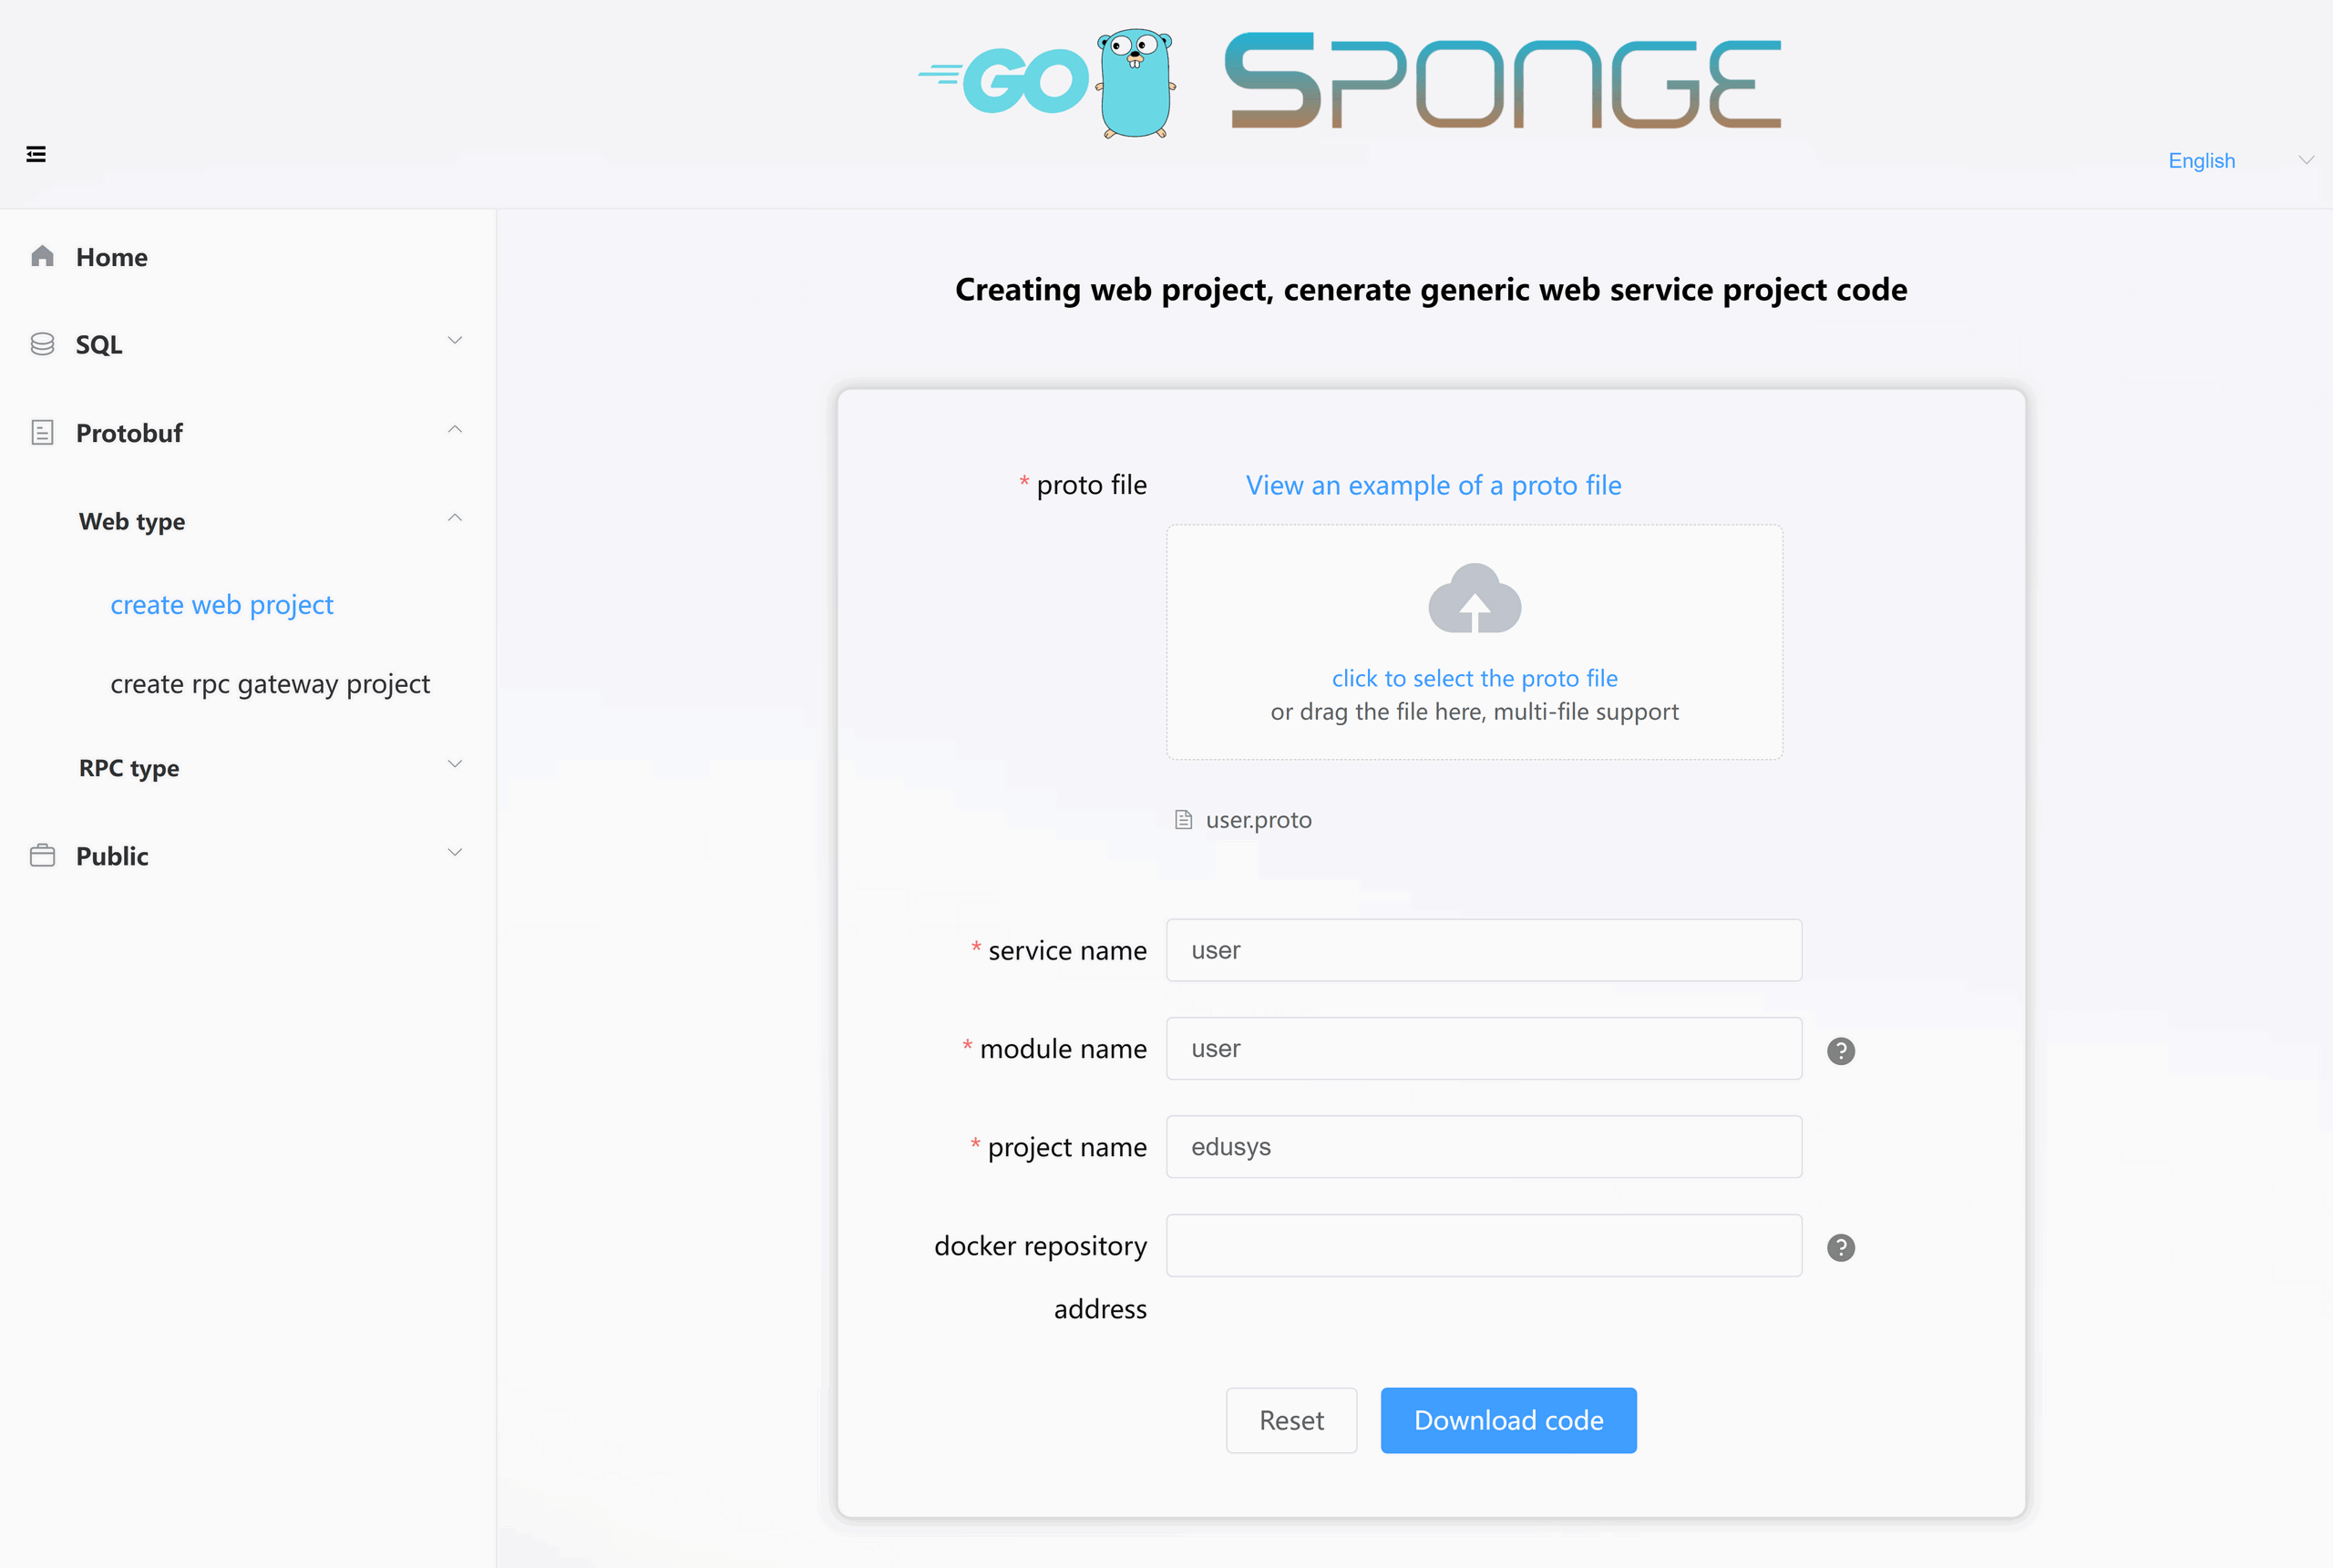 GO SPONGE
English
Home
SQL
Protobuf
Web type
create web project
create rpc gateway project
RPC type
Public
Creating web project, cenerate generic web service project code
* proto file
View an example of a proto file
click to select the proto file
or drag the file here, multi-file support
user.proto
* service name
user
* module name
user
?
* project name
edusys
docker repository
address
?
Reset
Download code